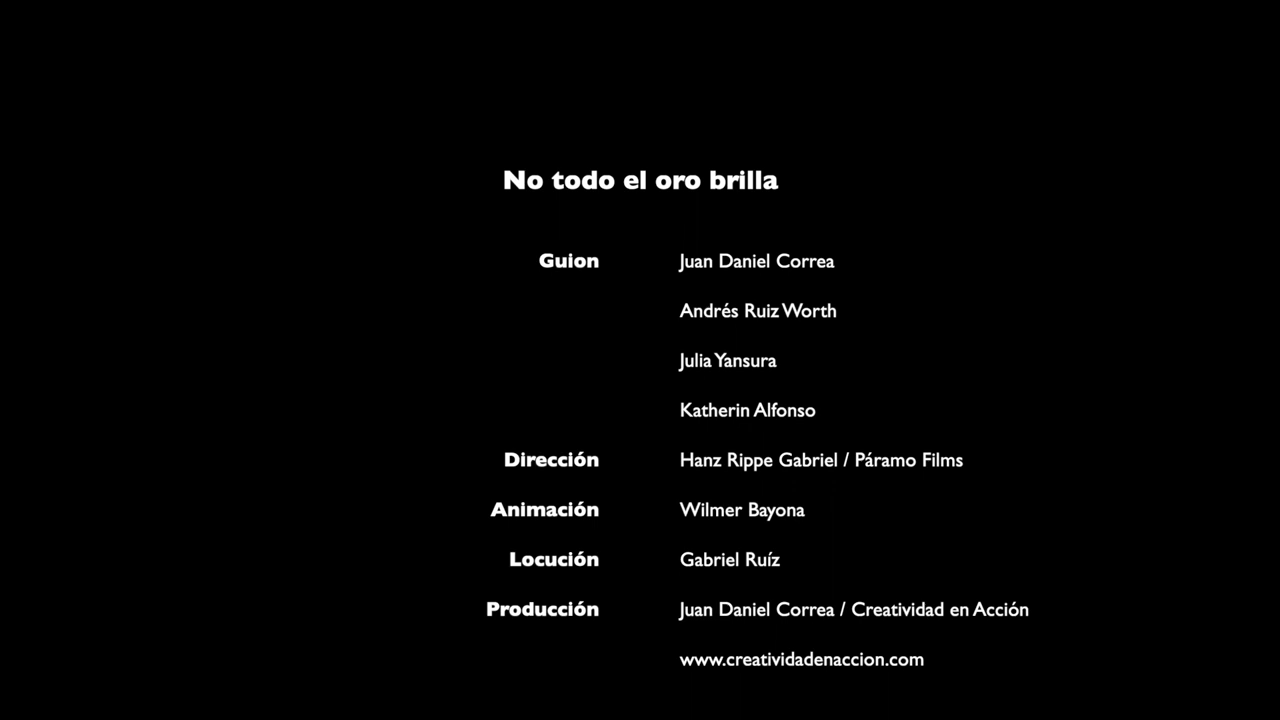 No todo el oro brilla
Guion Juan Daniel Correa
Andrés Ruiz Worth
Julia Yansura
Katherin Alfonso
Dirección Hanz Rippe Gabriel / Páramo Films
Animación Wilmer Bayona
Locución Gabriel Ruíz
Producción Juan Daniel Correa / Creatividad en Acción
www.creatividadenaccion.com